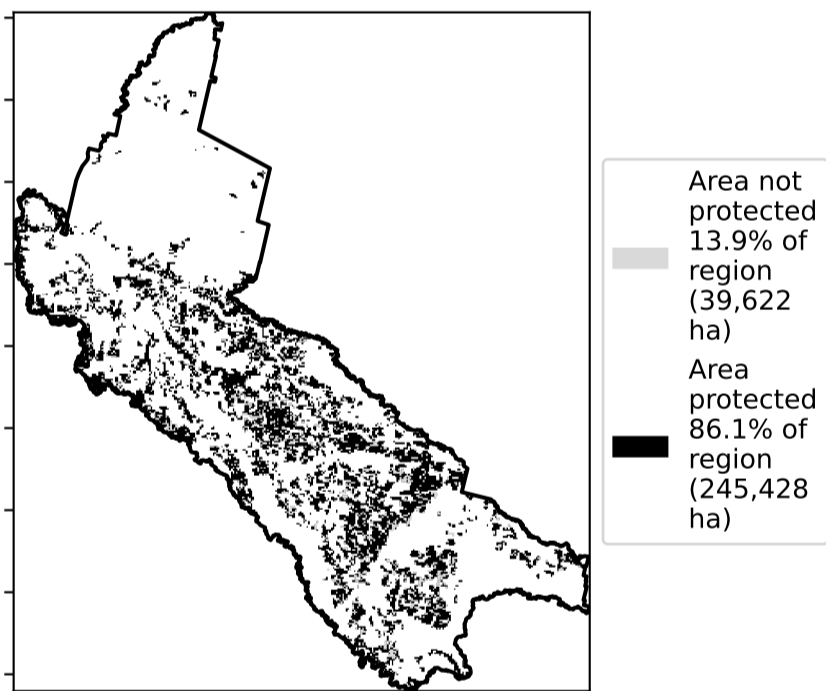 Area not
protected
13.9% of
region
(39,622
ha)
Area
protected
86.1% of
region
(245,428
ha)